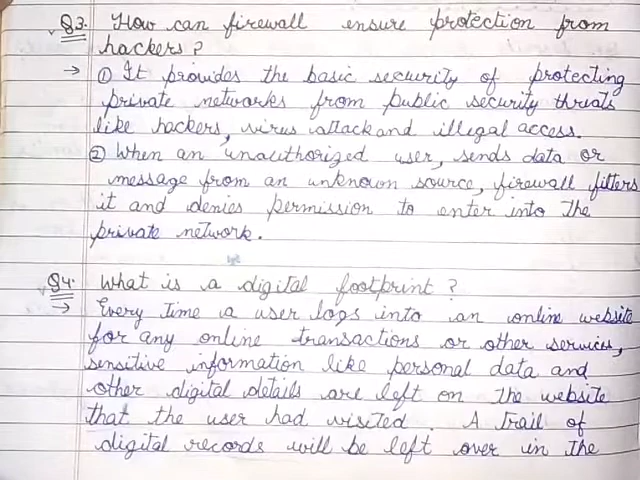 Q3. How can firewall ensure protection from
hackers?
→ ① It provides the basic security of protecting
private networks from public security threats
like hackers, virus attack and illegal access.
② When an unauthorized user, sends data or
message from an unknown source, firewall filters
it and denies permission to enter into the
private network.
Q4. What is a digital footprint?
→ Every time a user logs into an online website
for any online transactions or other services,
sensitive information like personal data and
other digital details are left on the website
that the user had visited. A trail of
digital records will be left over in the